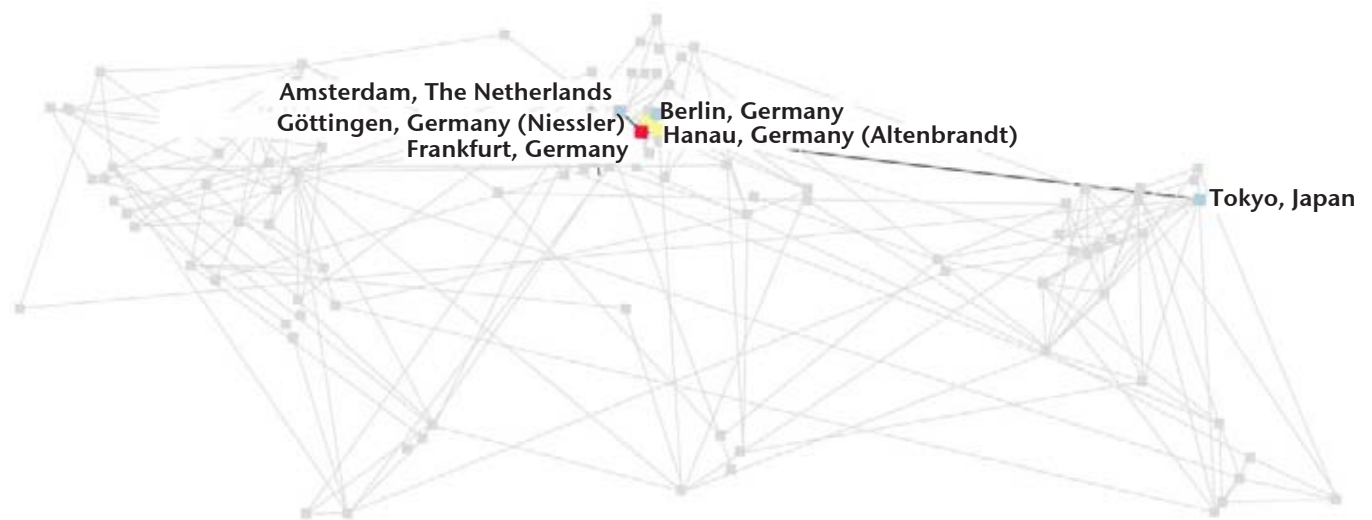 Amsterdam, The Netherlands
Berlin, Germany
Göttingen, Germany (Niessler)
Hanau, Germany (Altenbrandt)
Frankfurt, Germany
Tokyo, Japan